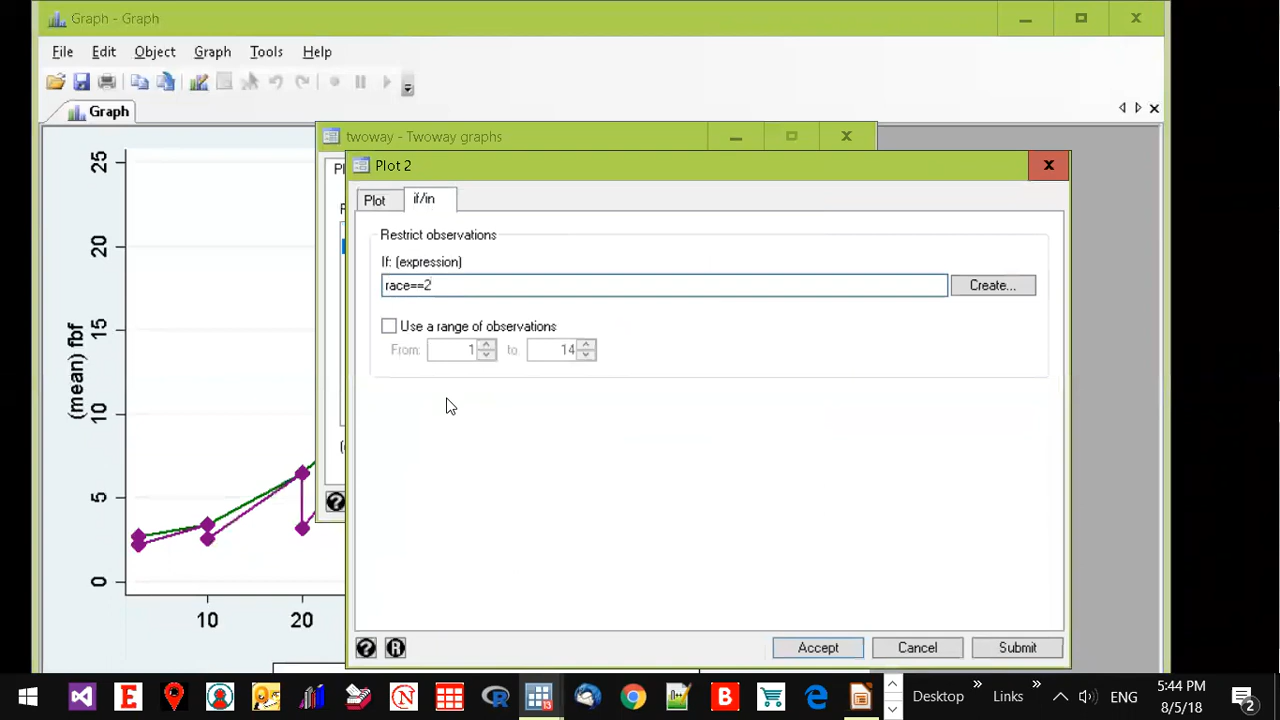 Graph - Graph
File Edit Object Graph Tools Help
Graph
twoway - Twoway graphs
Plot 2
Plot if/in
Restrict observations
If: (expression)
race==2 Create...
Use a range of observations
From: 1 to 14
25
20
15
10
5
0
(mean) fbf
10 20
Accept Cancel Submit
Desktop » Links » ENG
5:44 PM
8/5/18
2